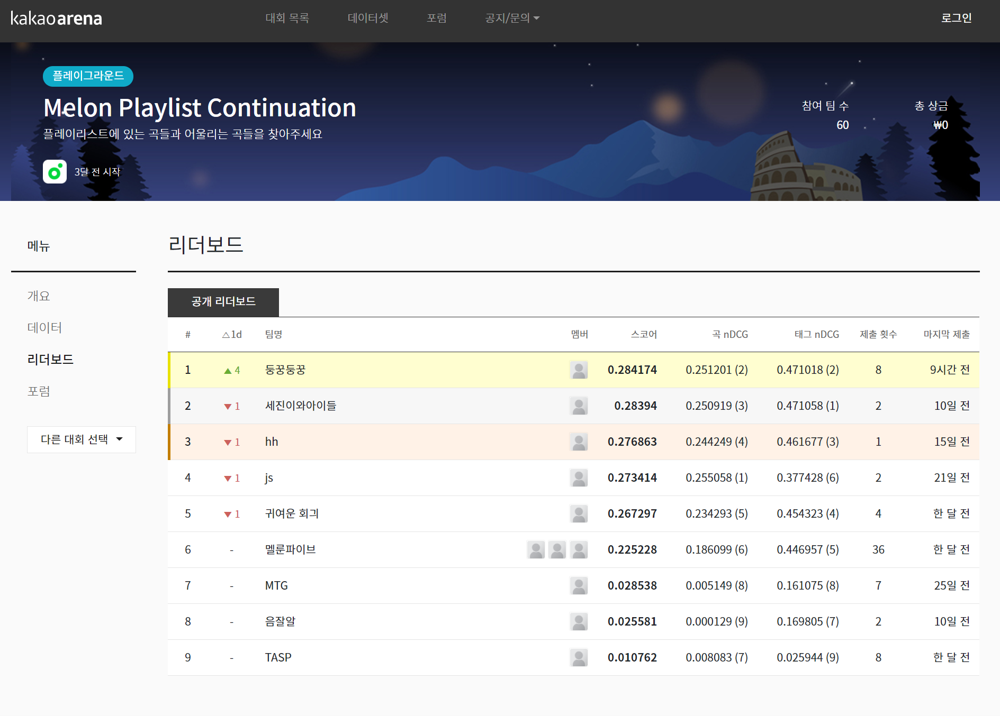 kakaoarena 대회 목록 데이터셋 포럼 공지/문의 로그인
플레이그라운드
Melon Playlist Continuation
플레이리스트에 있는 곡들과 어울리는 곡들을 찾아주세요
3달 전 시작
참여 팀 수 총 상금
60 ₩0
메뉴
개요
데이터
리더보드
포럼
다른 대회 선택
리더보드
공개 리더보드
# △1d 팀명 멤버 스코어 곡 nDCG 태그 nDCG 제출 횟수 마지막 제출
1 ▲ 4 둥꿍둥꿍 0.284174 0.251201 (2) 0.471018 (2) 8 9시간 전
2 ▼ 1 세진이와아이들 0.28394 0.250919 (3) 0.471058 (1) 2 10일 전
3 ▼ 1 hh 0.276863 0.244249 (4) 0.461677 (3) 1 15일 전
4 ▼ 1 js 0.273414 0.255058 (1) 0.377428 (6) 2 21일 전
5 ▼ 1 귀여운 회긔 0.267297 0.234293 (5) 0.454323 (4) 4 한 달 전
6 - 멜룬파이브 0.225228 0.186099 (6) 0.446957 (5) 36 한 달 전
7 - MTG 0.028538 0.005149 (8) 0.161075 (8) 7 25일 전
8 - 음잘알 0.025581 0.000129 (9) 0.169805 (7) 2 10일 전
9 - TASP 0.010762 0.008083 (7) 0.025944 (9) 8 한 달 전